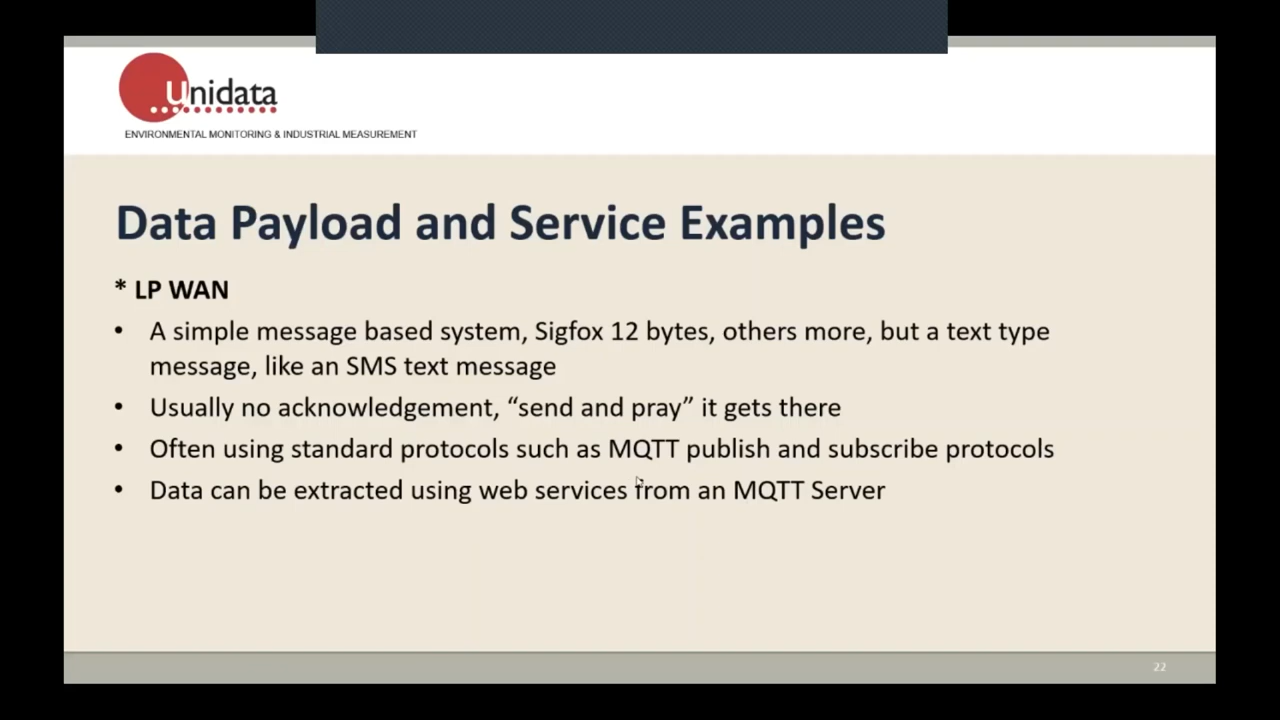 Unidata
ENVIRONMENTAL MONITORING & INDUSTRIAL MEASUREMENT
Data Payload and Service Examples
* LP WAN
• A simple message based system, Sigfox 12 bytes, others more, but a text type
message, like an SMS text message
• Usually no acknowledgement, “send and pray” it gets there
• Often using standard protocols such as MQTT publish and subscribe protocols
• Data can be extracted using web services from an MQTT Server
22